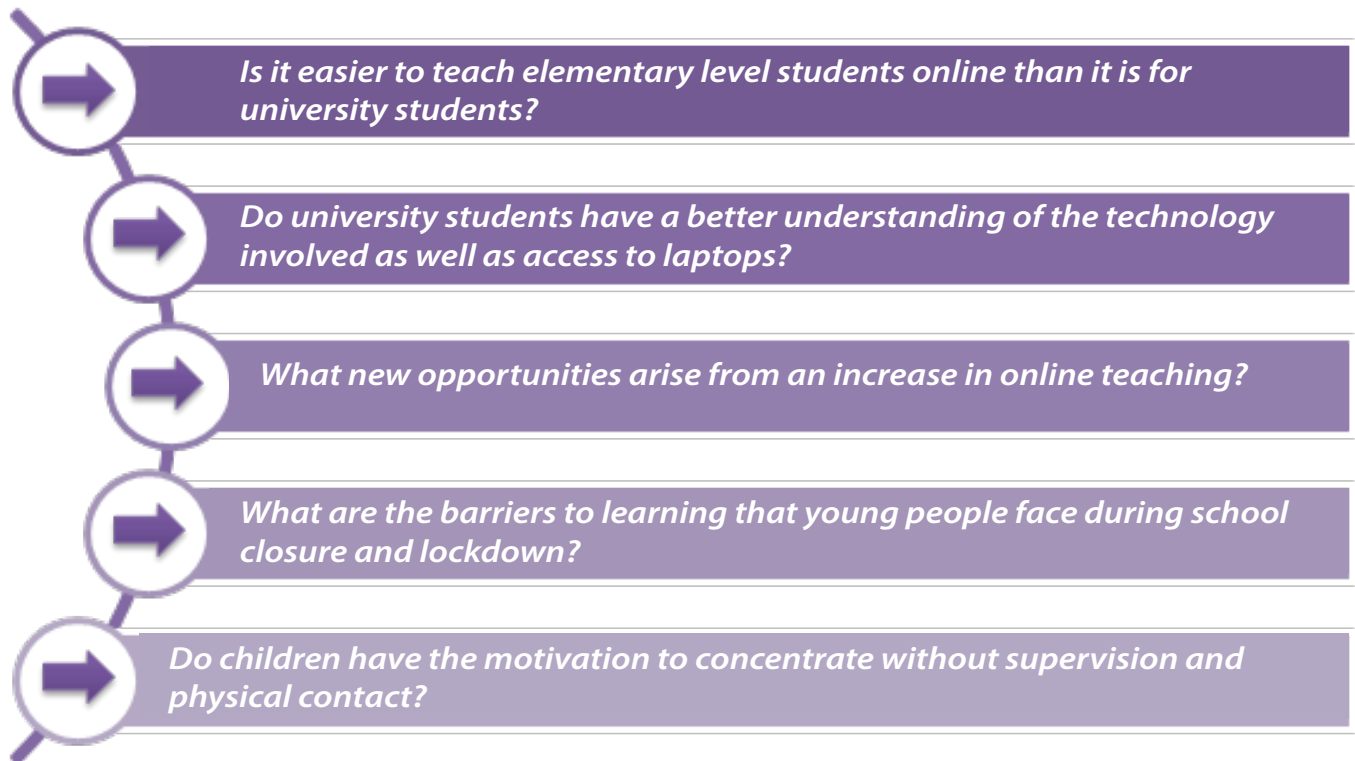 Is it easier to teach elementary level students online than it is for
university students?
Do university students have a better understanding of the technology
involved as well as access to laptops?
What new opportunities arise from an increase in online teaching?
What are the barriers to learning that young people face during school
closure and lockdown?
Do children have the motivation to concentrate without supervision and
physical contact?